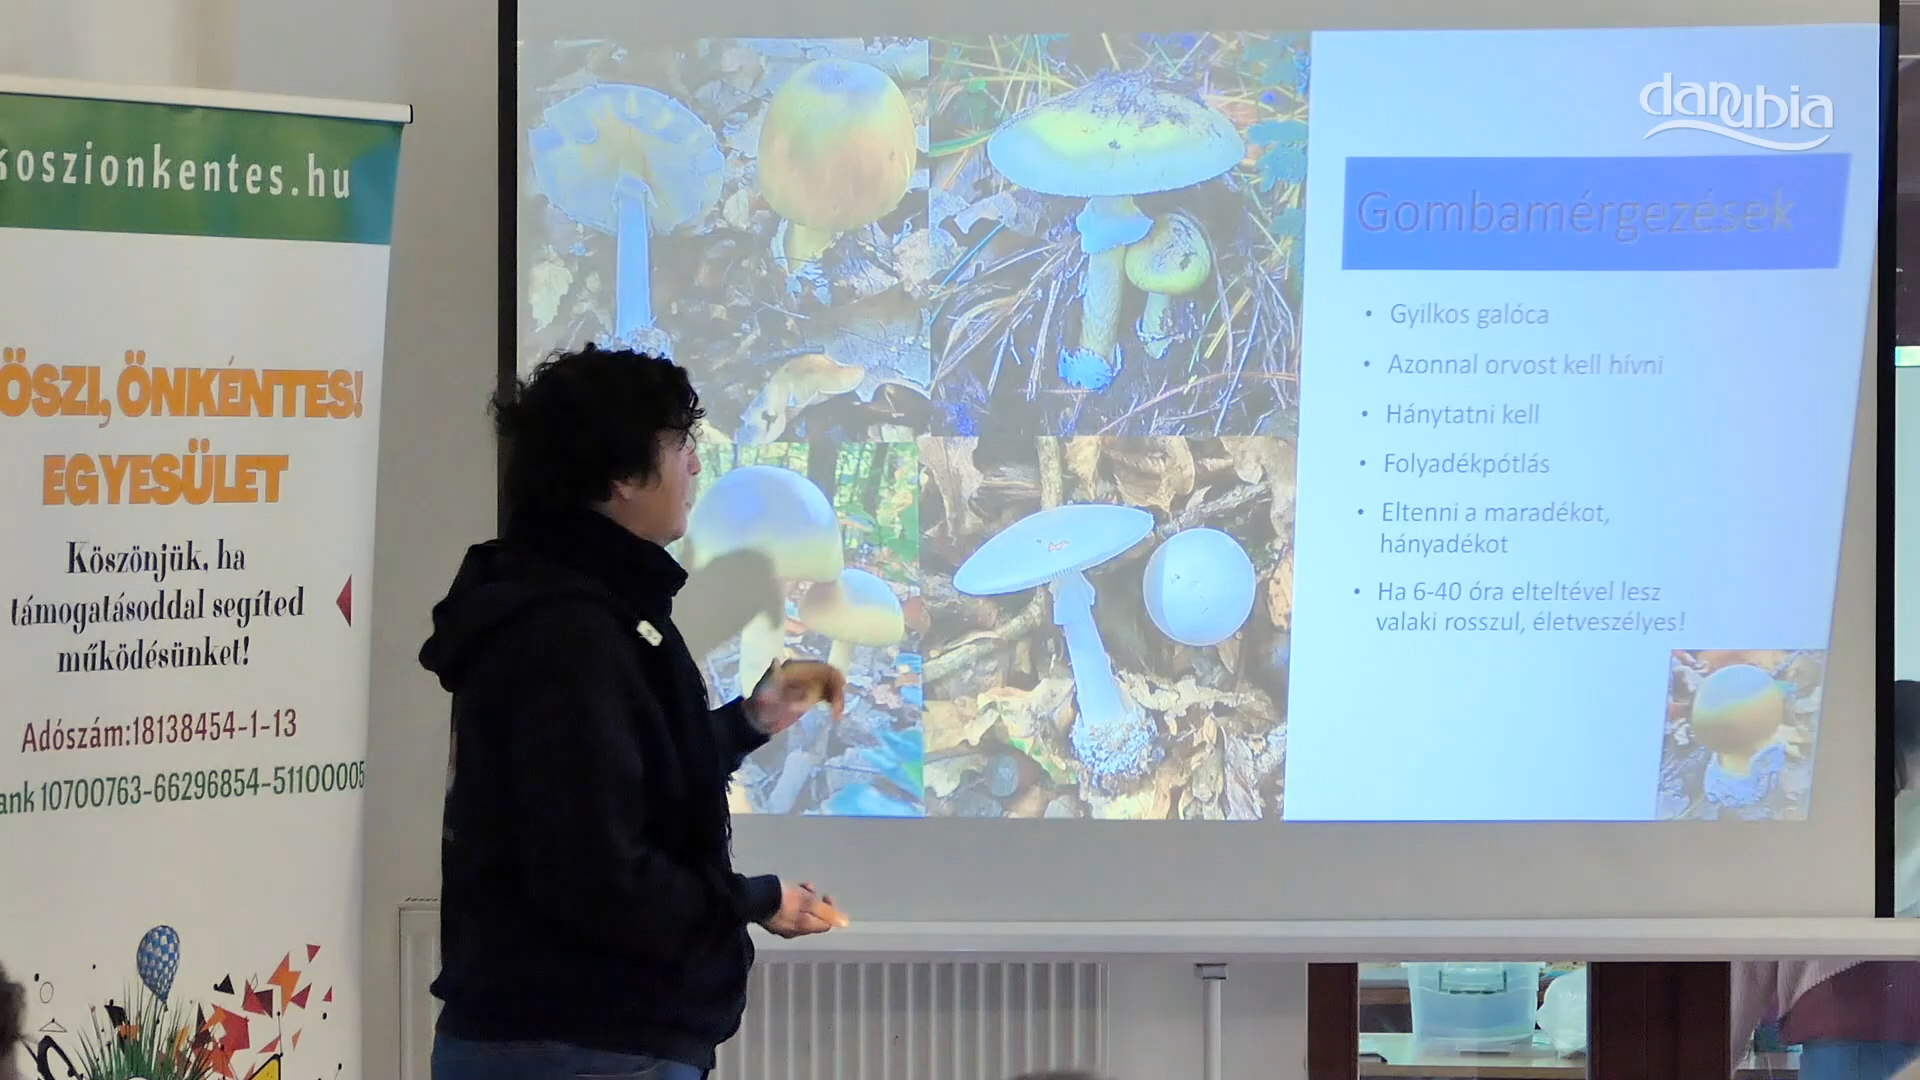 koszionkentes.hu
ÖSZI, ÖNKÉNTES!
EGYESÜLET
Köszönjük, ha
támogatásoddal segíted
működésünket!
Adószám:18138454-1-13
ank 10700763-66296854-51100005
danubia
Gombamérgezések
• Gyilkos galóca
• Azonnal orvost kell hívni
• Hánytatni kell
• Folyadékpótlás
• Eltenni a maradékot,
hányadékot
• Ha 6-40 óra elteltével lesz
valaki rosszul, életveszélyes!